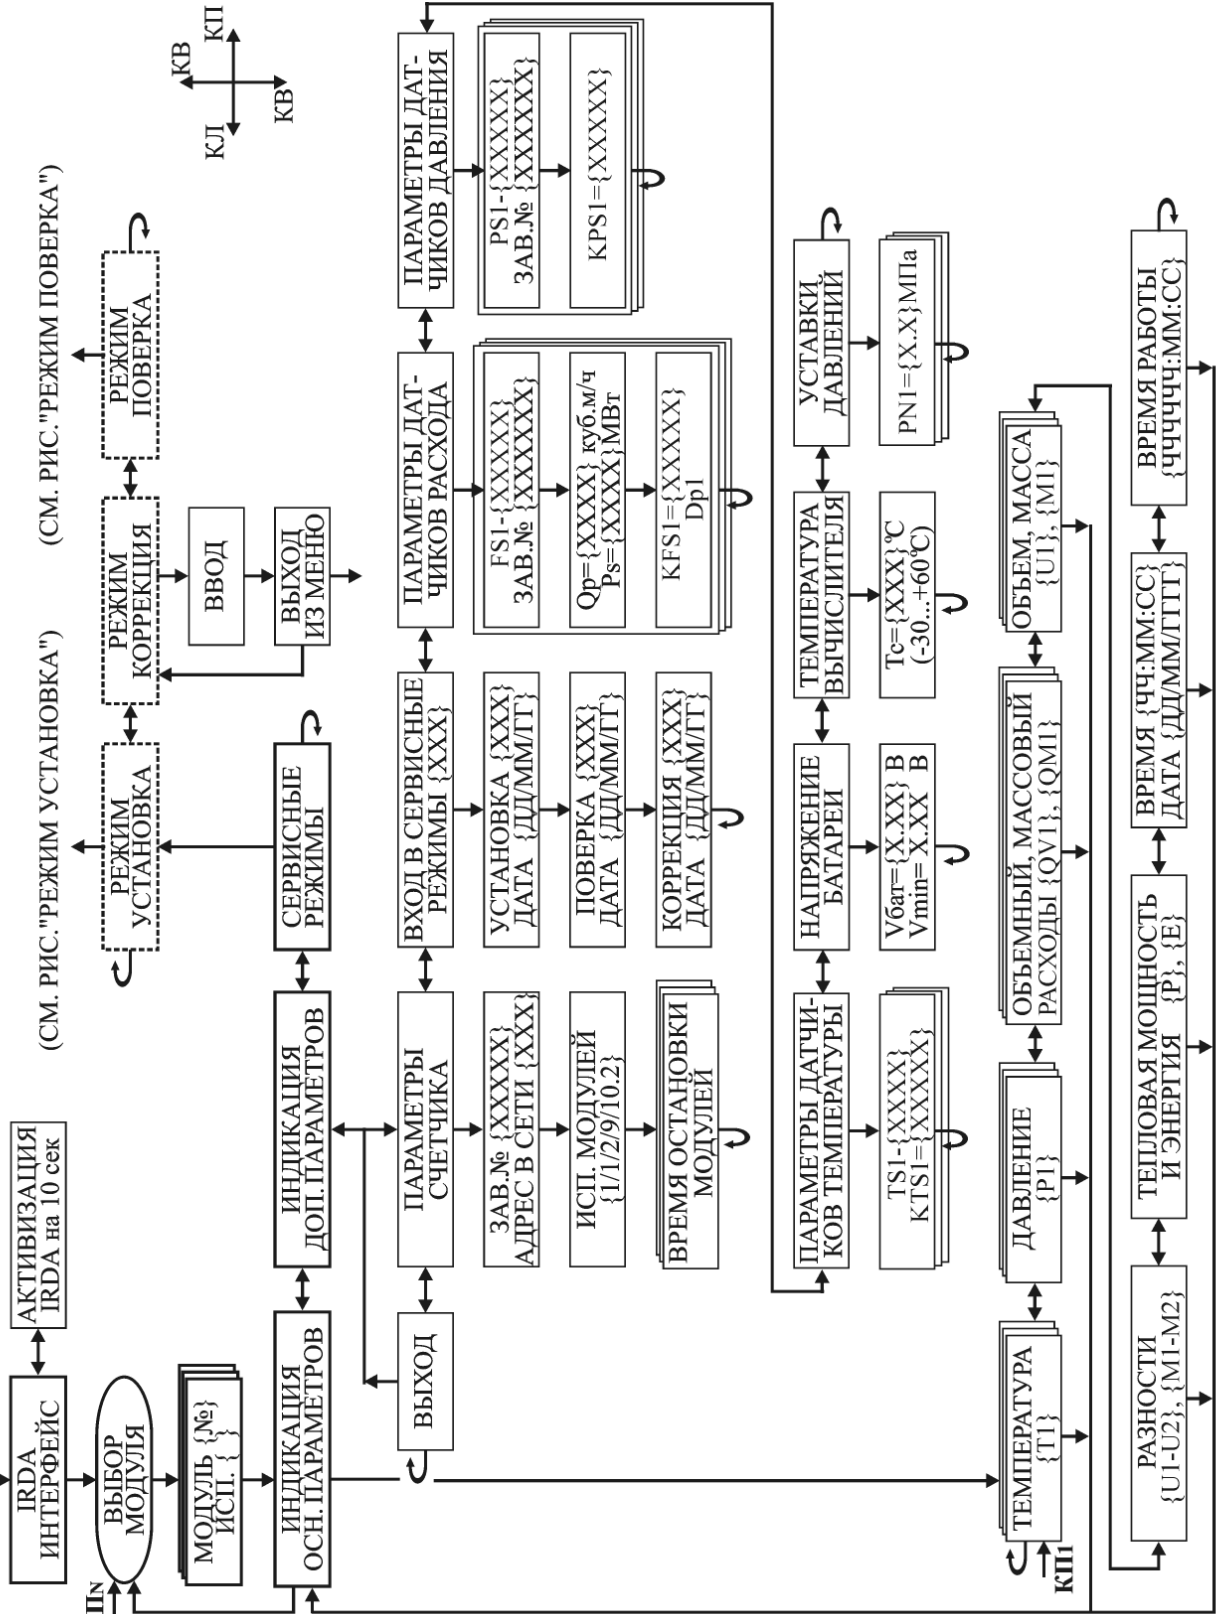 IRDA
ИНТЕРФЕЙС
АКТИВИЗАЦИЯ
IRDA на 10 сек
(СМ. РИС."РЕЖИМ УСТАНОВКА")
(СМ. РИС."РЕЖИМ ПОВЕРКА")
КВ
КЛ
КП
КВ
ПN
ВЫБОР
МОДУЛЯ
РЕЖИМ
УСТАНОВКА
РЕЖИМ
КОРРЕКЦИЯ
РЕЖИМ
ПОВЕРКА
МОДУЛЬ {№}
ИСП. { }
ВВОД
ВЫХОД
ИЗ МЕНЮ
ИНДИКАЦИЯ
ОСН. ПАРАМЕТРОВ
ИНДИКАЦИЯ
ДОП. ПАРАМЕТРОВ
СЕРВИСНЫЕ
РЕЖИМЫ
ВЫХОД
ПАРАМЕТРЫ
СЧЕТЧИКА
ВХОД В СЕРВИСНЫЕ
РЕЖИМЫ {XXX}
ПАРАМЕТРЫ ДАТ-
ЧИКОВ РАСХОДА
ПАРАМЕТРЫ ДАТ-
ЧИКОВ ДАВЛЕНИЯ
ЗАВ.№ {XXXXX}
АДРЕС В СЕТИ {XXX}
УСТАНОВКА {XXX}
ДАТА {ДД/ММ/ГГ}
FS1-{XXXXX}
ЗАВ.№ {XXXXXX}
PS1-{XXXXX}
ЗАВ.№ {XXXXXX}
ИСП. МОДУЛЕЙ
{1/1/2/9/10.2}
ПОВЕРКА {XXX}
ДАТА {ДД/ММ/ГГ}
Qp={XXXX} куб.м/ч
Ps={XXXX}МВт
KPS1={XXXXX}
ВРЕМЯ ОСТАНОВКИ
МОДУЛЕЙ
КОРРЕКЦИЯ {XXX}
ДАТА {ДД/ММ/ГГ}
KFS1={XXXXX}
Dp1
ПАРАМЕТРЫ ДАТЧИ-
КОВ ТЕМПЕРАТУРЫ
НАПРЯЖЕНИЕ
БАТАРЕИ
ТЕМПЕРАТУРА
ВЫЧИСЛИТЕЛЯ
УСТАВКИ,
ДАВЛЕНИЙ
TS1-{XXXX}
KTS1={XXXXX}
Vбат={X.XX} В
Vmin= X.XX В
Tc={XXX}°C
(-30...+60°C)
PN1={X.X}МПа
КП1
ТЕМПЕРАТУРА
{T1}
ДАВЛЕНИЕ
{P1}
ОБЪЕМНЫЙ, МАССОВЫЙ
РАСХОДЫ {QV1}, {QM1}
ОБЪЕМ, МАССА
{U1}, {M1}
РАЗНОСТИ
{U1-U2}, {M1-M2}
ТЕПЛОВАЯ МОЩНОСТЬ
И ЭНЕРГИЯ {P}, {E}
ВРЕМЯ {ЧЧ:ММ:СС}
ДАТА {ДД/ММ/ГГГГ}
ВРЕМЯ РАБОТЫ
{ЧЧЧЧЧ:ММ:СС}